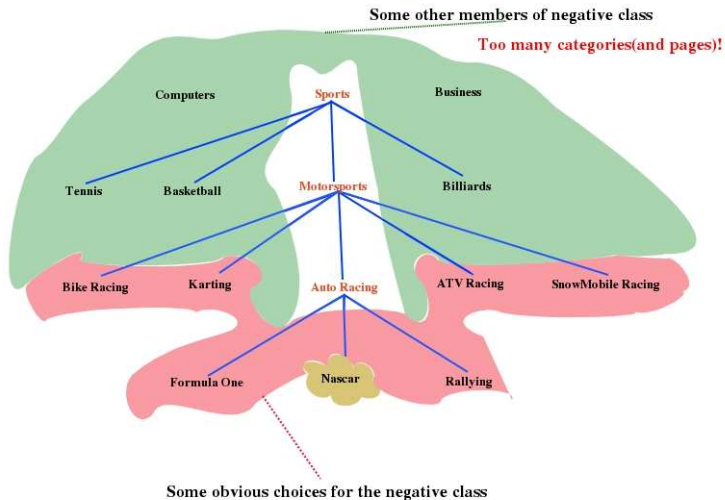 Some other members of negative class
Too many categories(and pages)!
Computers
Sports
Business
Tennis
Basketball
Motorsports
Billiards
Bike Racing
Karting
Auto Racing
ATV Racing
SnowMobile Racing
Formula One
Nascar
Rallying
Some obvious choices for the negative class